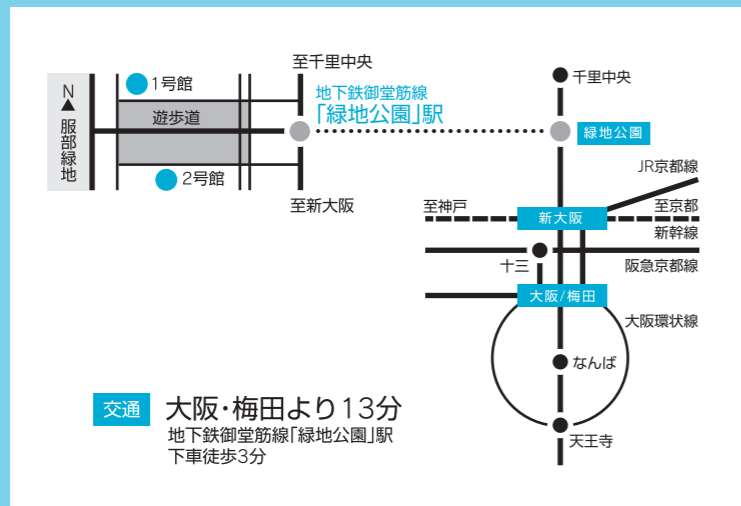 至千里中央
1号館
地下鉄御堂筋線
「緑地公園」駅
N
服部緑地
遊歩道
2号館
至新大阪
千里中央
緑地公園
JR京都線
至神戸
新大阪
至京都
新幹線
十三
阪急京都線
大阪/梅田
大阪環状線
なんば
天王寺
交通
大阪・梅田より13分
地下鉄御堂筋線「緑地公園」駅
下車徒歩3分